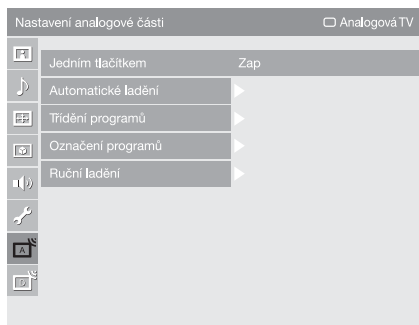 Nastavení analogové části
Analogová TV
Jedním tlačítkem Zap
Automatické ladění
Třídění programů
Označení programů
Ruční ladění
A
D